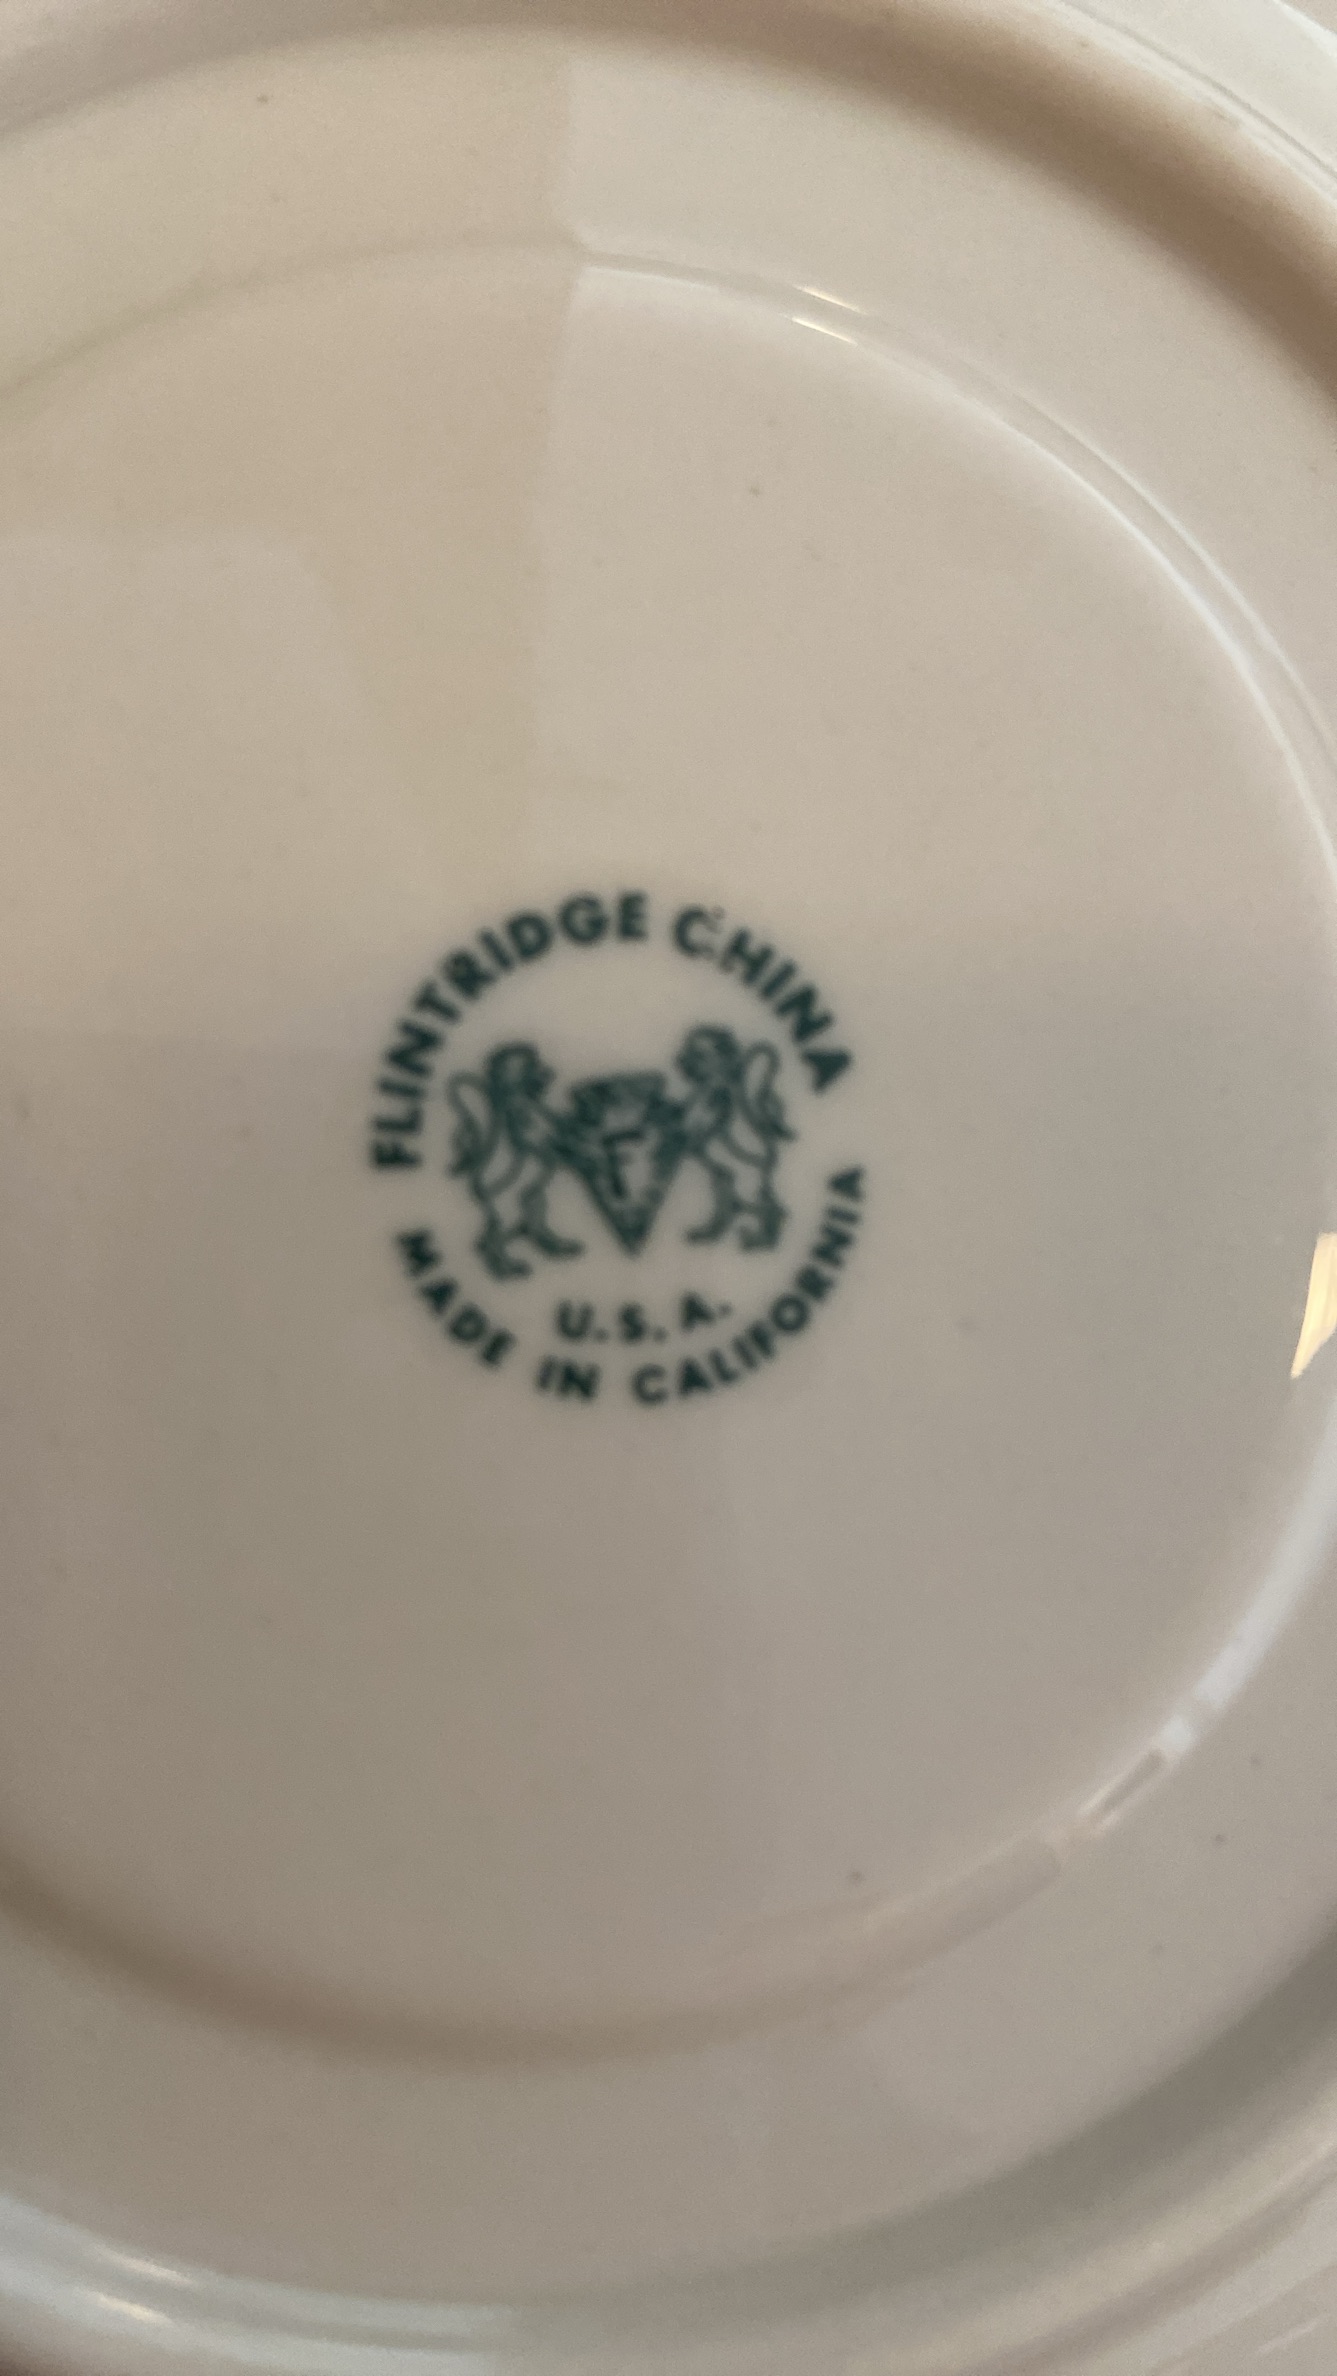 FLINTRIDGE CHINA
F
U.S.A.
MADE IN CALIFORNIA